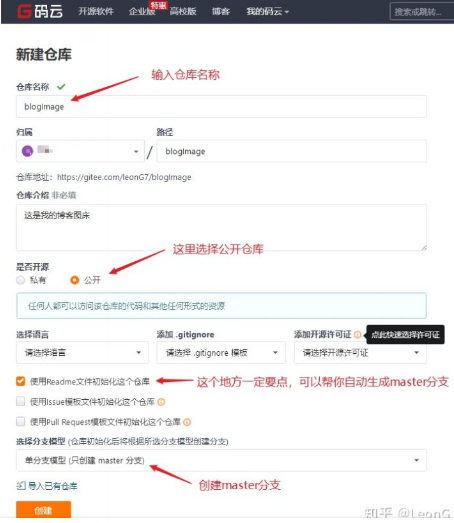 码云 开源软件 企业版 特惠 高校版 博客 我的码云 搜索或跳转...
新建仓库
仓库名称
输入仓库名称
blogImage
归属 路径
/ blogImage
仓库地址：https://gitee.com/leonG7/blogImage
仓库介绍 非必填
这是我的博客图床
这里选择公开仓库
是否开源
私有 公开
任何人都可以访问该仓库的代码和其他任何形式的资源
选择语言 添加 .gitignore 添加开源许可证 点此快速选择许可证
请选择语言 请选择 .gitignore 模板 请选择开源许可证
使用Readme文件初始化这个仓库 这个地方一定要点，可以帮你自动生成master分支
使用Issue模板文件初始化这个仓库
使用Pull Request模板文件初始化这个仓库
选择分支模型 (仓库初始化后将根据所选分支模型创建分支)
单分支模型 (只创建 master 分支)
导入已有仓库 创建master分支
创建
知乎 @LeonG